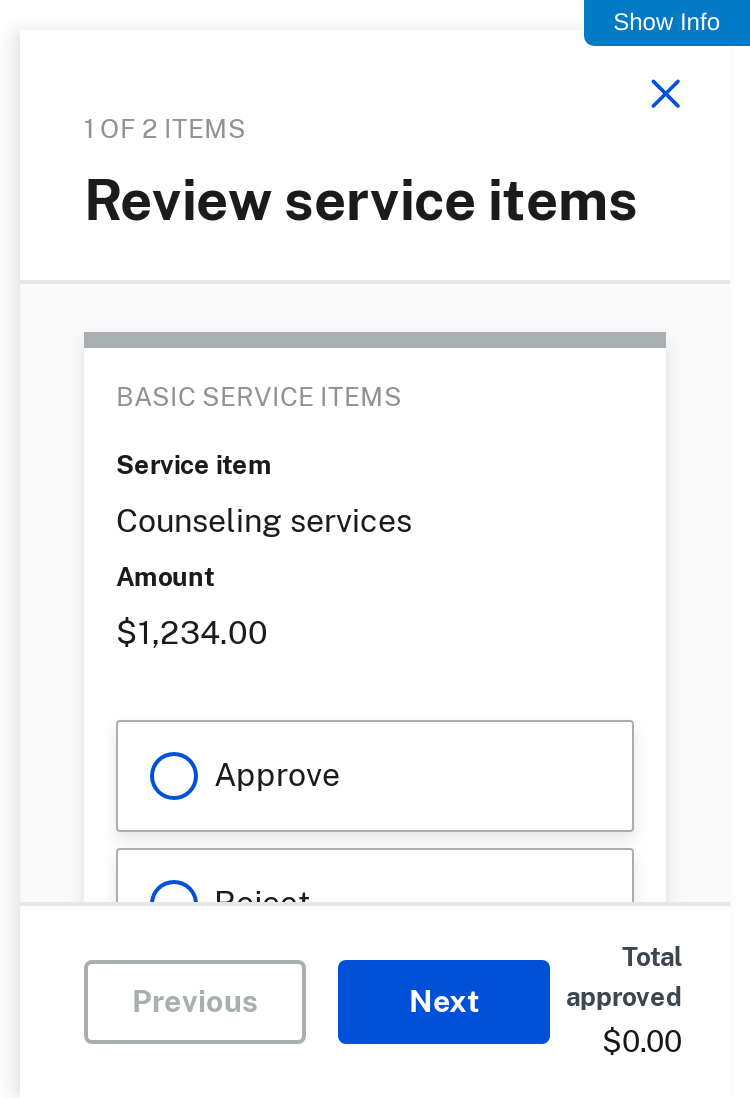 Show Info
1 OF 2 ITEMS
Review service items
BASIC SERVICE ITEMS
Service item
Counseling services
Amount
$1,234.00
Approve
Reject
Previous
Next
Total
approved
$0.00